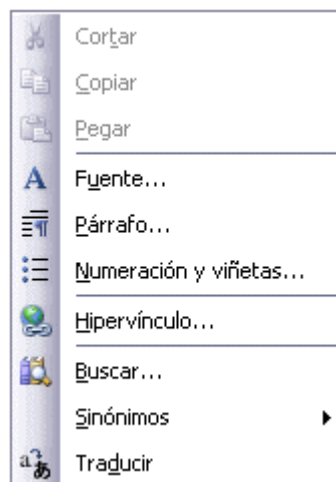 Cortar
Copiar
Pegar
Fuente...
Párrafo...
Numeración y viñetas...
Hipervínculo...
Buscar...
Sinónimos
Traducir